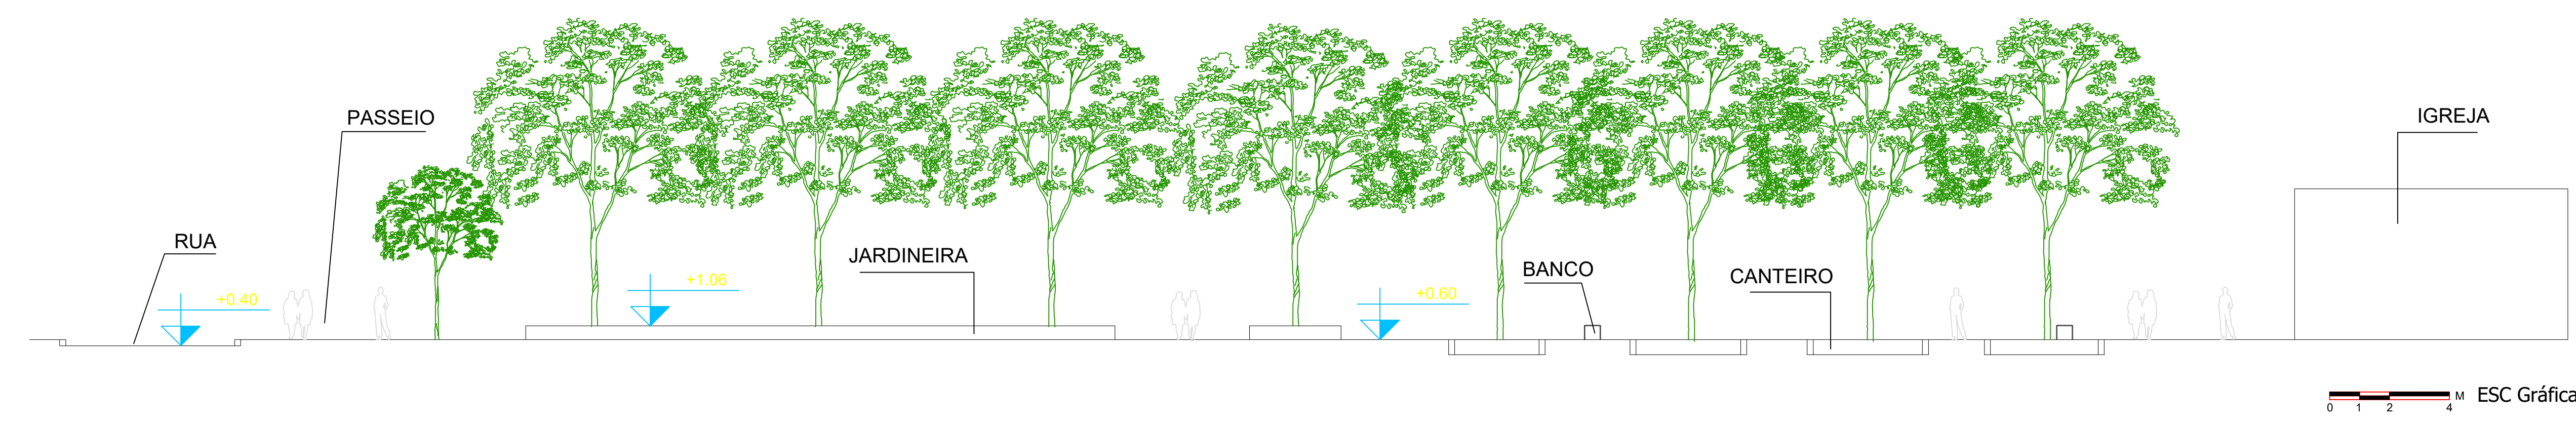 PASSEIO
IGREJA
RUA
JARDINEIRA
BANCO
CANTEIRO
+0.40
+1.06
+0.60
M ESC Gráfica
0 1 2 4